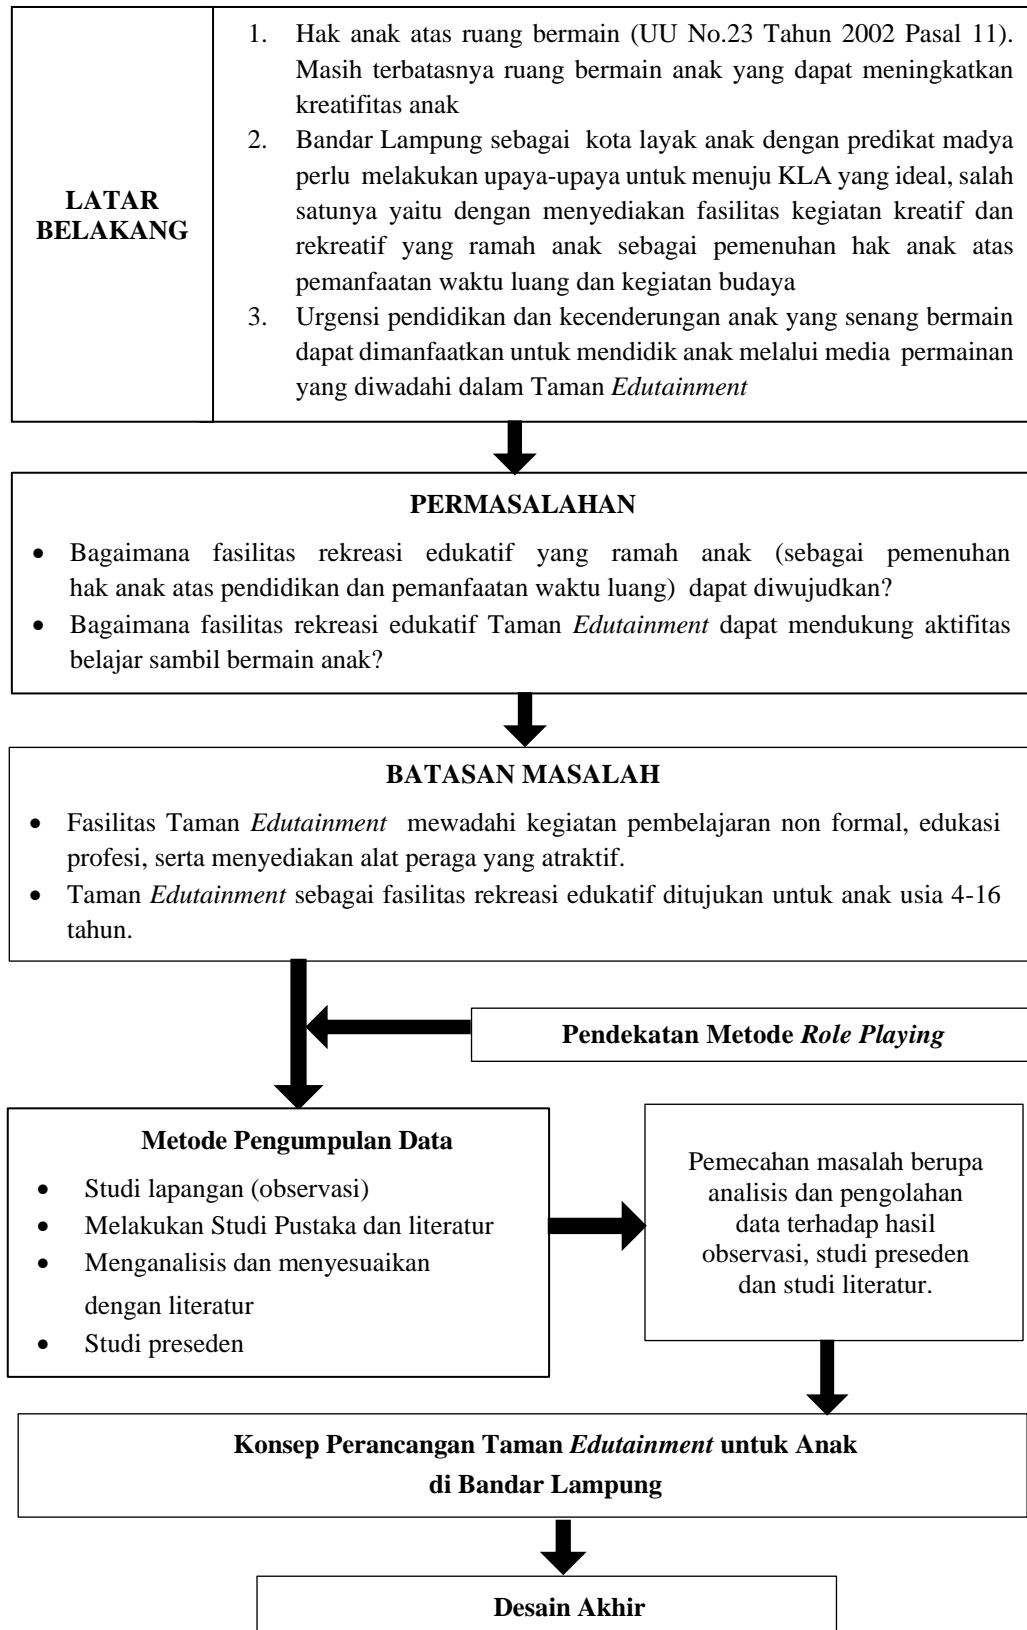 LATAR
BELAKANG
1. Hak anak atas ruang bermain (UU No.23 Tahun 2002 Pasal 11).
Masih terbatasnya ruang bermain anak yang dapat meningkatkan
kreatifitas anak
2. Bandar Lampung sebagai kota layak anak dengan predikat madya
perlu melakukan upaya-upaya untuk menuju KLA yang ideal, salah
satunya yaitu dengan menyediakan fasilitas kegiatan kreatif dan
rekreatif yang ramah anak sebagai pemenuhan hak anak atas
pemanfaatan waktu luang dan kegiatan budaya
3. Urgensi pendidikan dan kecenderungan anak yang senang bermain
dapat dimanfaatkan untuk mendidik anak melalui media permainan
yang diwadahi dalam Taman Edutainment
PERMASALAHAN
• Bagaimana fasilitas rekreasi edukatif yang ramah anak (sebagai pemenuhan
hak anak atas pendidikan dan pemanfaatan waktu luang) dapat diwujudkan?
• Bagaimana fasilitas rekreasi edukatif Taman Edutainment dapat mendukung aktifitas
belajar sambil bermain anak?
BATASAN MASALAH
• Fasilitas Taman Edutainment mewadahi kegiatan pembelajaran non formal, edukasi
profesi, serta menyediakan alat peraga yang atraktif.
• Taman Edutainment sebagai fasilitas rekreasi edukatif ditujukan untuk anak usia 4-16
tahun.
Pendekatan Metode Role Playing
Metode Pengumpulan Data
• Studi lapangan (observasi)
• Melakukan Studi Pustaka dan literatur
• Menganalisis dan menyesuaikan
dengan literatur
• Studi preseden
Pemecahan masalah berupa
analisis dan pengolahan
data terhadap hasil
observasi, studi preseden
dan studi literatur.
Konsep Perancangan Taman Edutainment untuk Anak
di Bandar Lampung
Desain Akhir